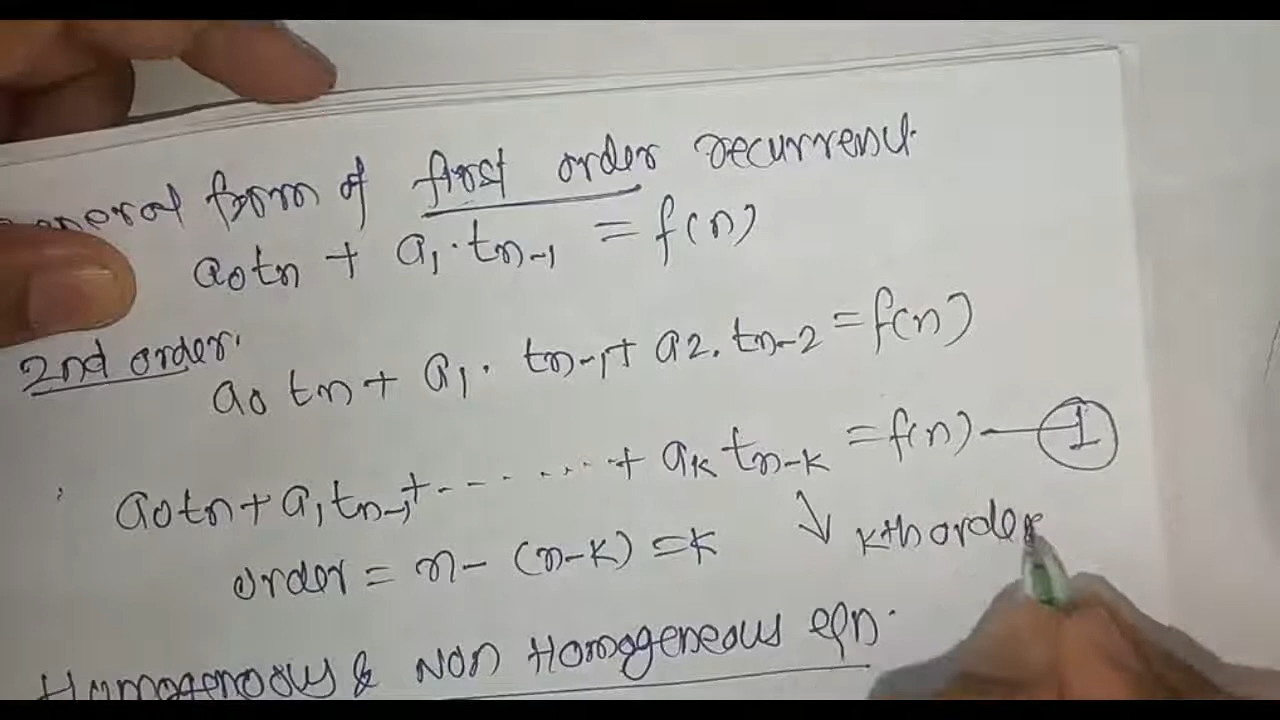 general form of first order recurrence
a0tn + a1.tn-1 = f(n)
2nd order.
a0 tn + a1. tn-1 + a2. tn-2 = f(n)
a0tn + a1tn-1 + - - - - ..... + ak tn-k = f(n) — 1
order = n - (n-k) = k ↓ kth order
Homogenoous & Non Homogeneous eqn.